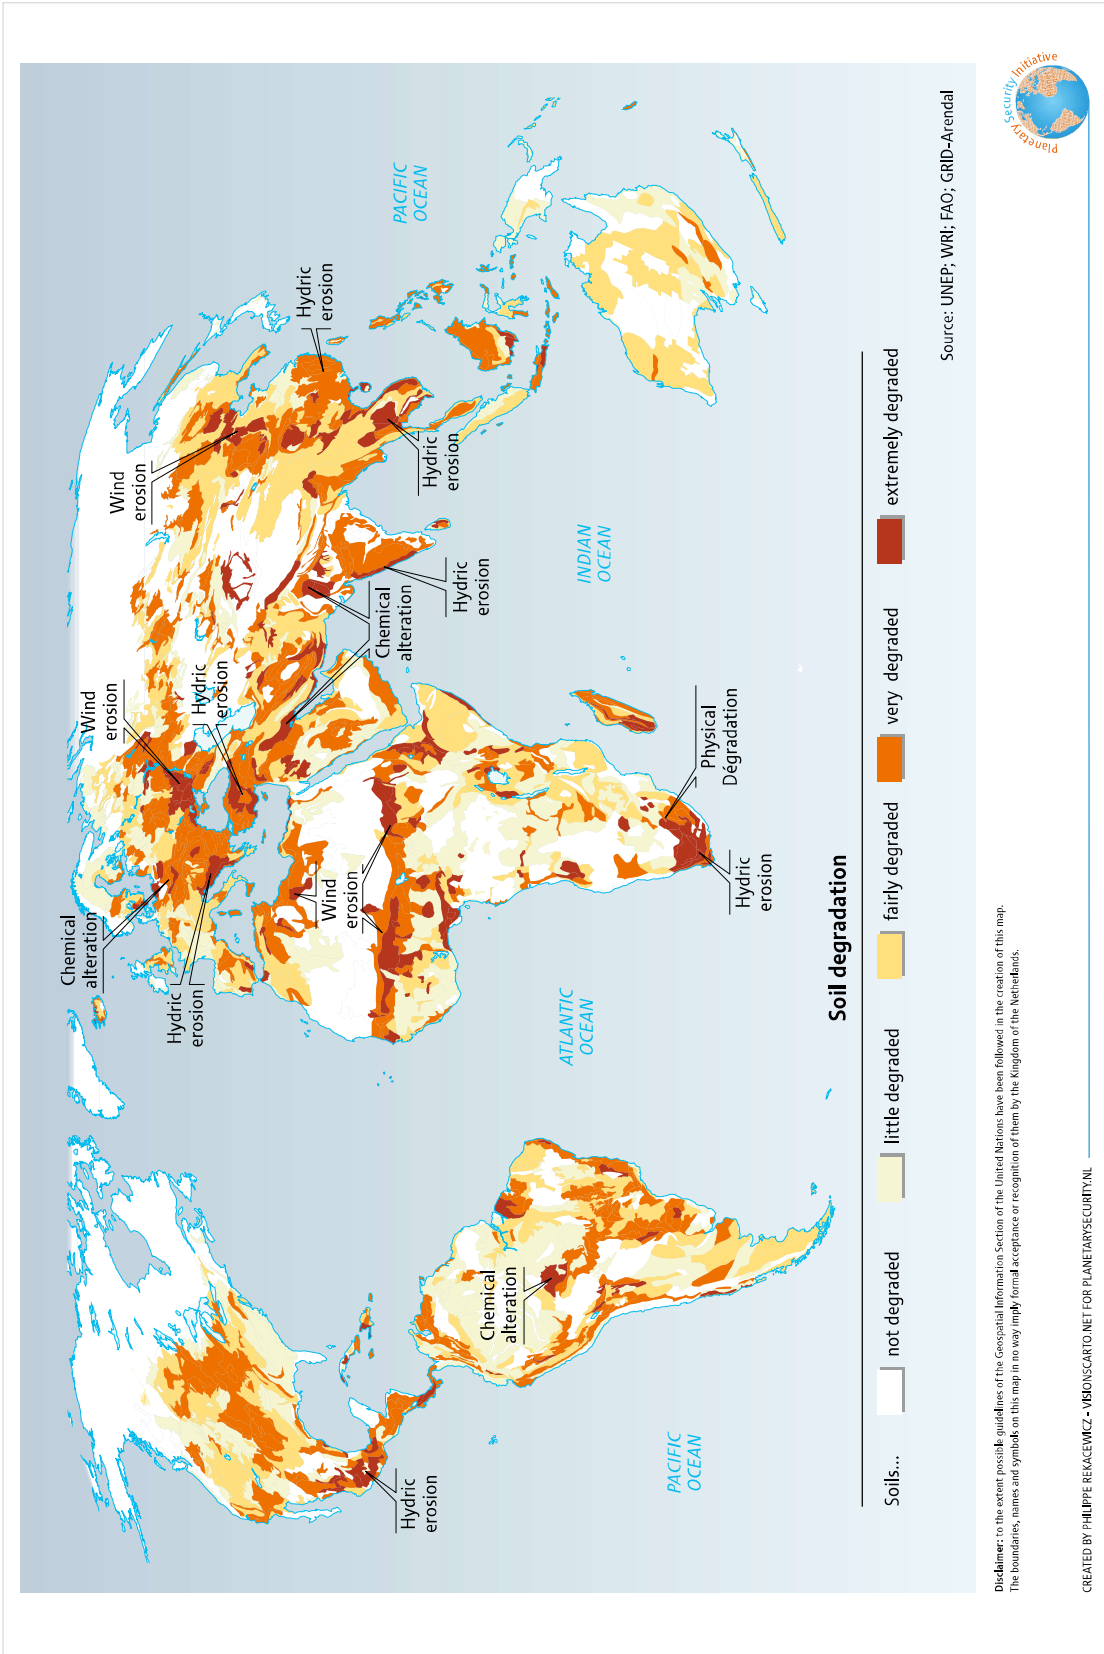 PACIFIC
OCEAN
Hydric
erosion
Wind
erosion
Hydric
erosion
INDIAN
OCEAN
Hydric
erosion
Chemical
alteration
Hydric
erosion
Wind
erosion
Physical
Dégradation
Hydric
erosion
Wind
erosion
Chemical
alteration
Hydric
erosion
ATLANTIC
OCEAN
Chemical
alteration
Hydric
erosion
PACIFIC
OCEAN
Soil degradation
Soils...
not degraded
little degraded
fairly degraded
very degraded
extremely degraded
Source: UNEP; WRI; FAO; GRID-Arendal
Planetary Security Initiative
Disclaimer: to the extent possible guidelines of the Geospatial Information Section of the United Nations have been followed in the creation of this map.
The boundaries, names and symbols on this map in no way imply formal acceptance or recognition of them by the Kingdom of the Netherlands.
CREATED BY PHILIPPE REKACEWICZ - VISIONSCARTO.NET FOR PLANETARYSECURITY.NL